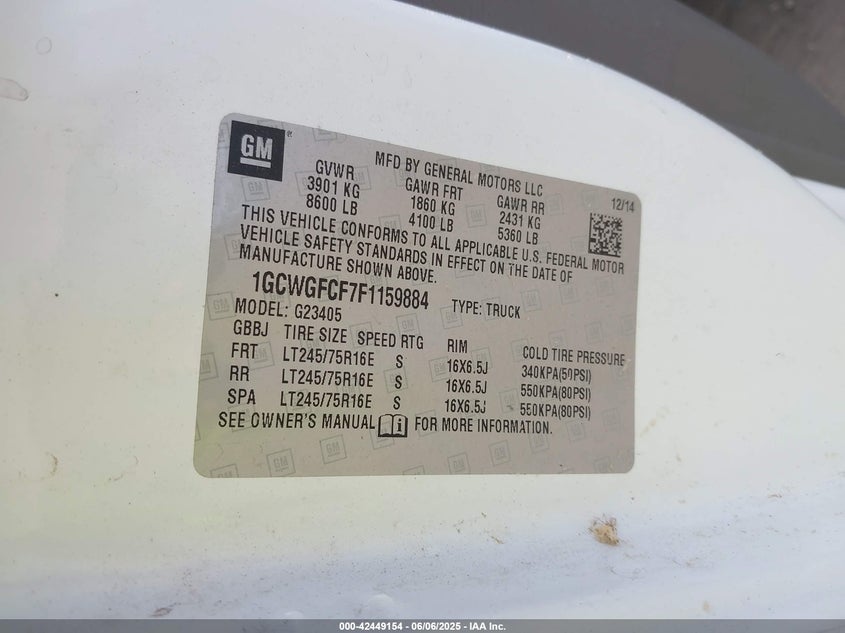 GM
MFD BY GENERAL MOTORS LLC
12/14
GVWR GAWR FRT GAWR RR
3901 KG 1860 KG 2431 KG
8600 LB 4100 LB 5360 LB
THIS VEHICLE CONFORMS TO ALL APPLICABLE U.S. FEDERAL MOTOR
VEHICLE SAFETY STANDARDS IN EFFECT ON THE DATE OF
MANUFACTURE SHOWN ABOVE.
1GCWGFCF7F1159884 TYPE: TRUCK
MODEL: G23405
GBBJ TIRE SIZE SPEED RTG RIM COLD TIRE PRESSURE
FRT LT245/75R16E S 16X6.5J 340KPA(50PSI)
RR LT245/75R16E S 16X6.5J 550KPA(80PSI)
SPA LT245/75R16E S 16X6.5J 550KPA(80PSI)
SEE OWNER'S MANUAL FOR MORE INFORMATION.
000-42449154 - 06/06/2025 - IAA Inc.